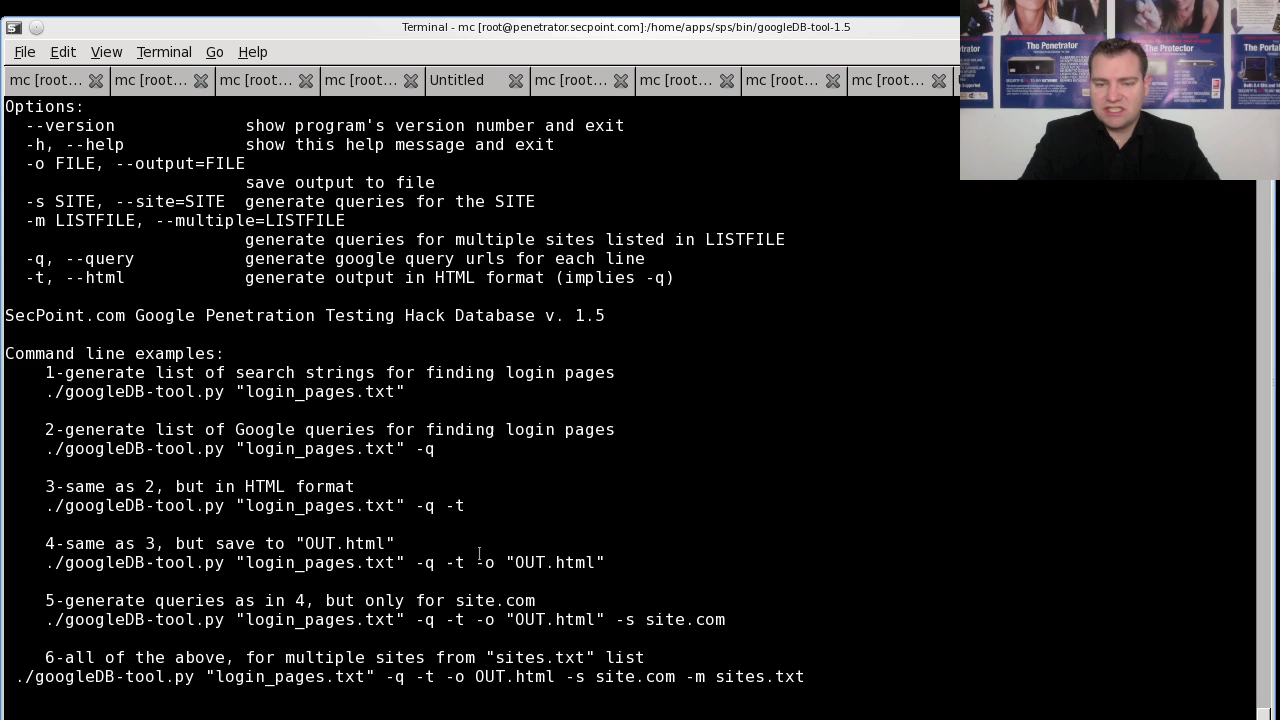 Terminal - mc [root@penetrator.secpoint.com]:/home/apps/sps/bin/googleDB-tool-1.5
File Edit View Terminal Go Help
mc [root... mc [root... mc [root... Untitled mc [root... mc [root... mc [root... mc [root...
The Penetrator
The Protector
The Porta
Options:
--version show program's version number and exit
-h, --help show this help message and exit
-o FILE, --output=FILE
save output to file
-s SITE, --site=SITE generate queries for the SITE
-m LISTFILE, --multiple=LISTFILE
generate queries for multiple sites listed in LISTFILE
-q, --query generate google query urls for each line
-t, --html generate output in HTML format (implies -q)
SecPoint.com Google Penetration Testing Hack Database v. 1.5
Command line examples:
1-generate list of search strings for finding login pages
./googleDB-tool.py "login_pages.txt"
2-generate list of Google queries for finding login pages
./googleDB-tool.py "login_pages.txt" -q
3-same as 2, but in HTML format
./googleDB-tool.py "login_pages.txt" -q -t
4-same as 3, but save to "OUT.html"
./googleDB-tool.py "login_pages.txt" -q -t -o "OUT.html"
5-generate queries as in 4, but only for site.com
./googleDB-tool.py "login_pages.txt" -q -t -o "OUT.html" -s site.com
6-all of the above, for multiple sites from "sites.txt" list
./googleDB-tool.py "login_pages.txt" -q -t -o OUT.html -s site.com -m sites.txt